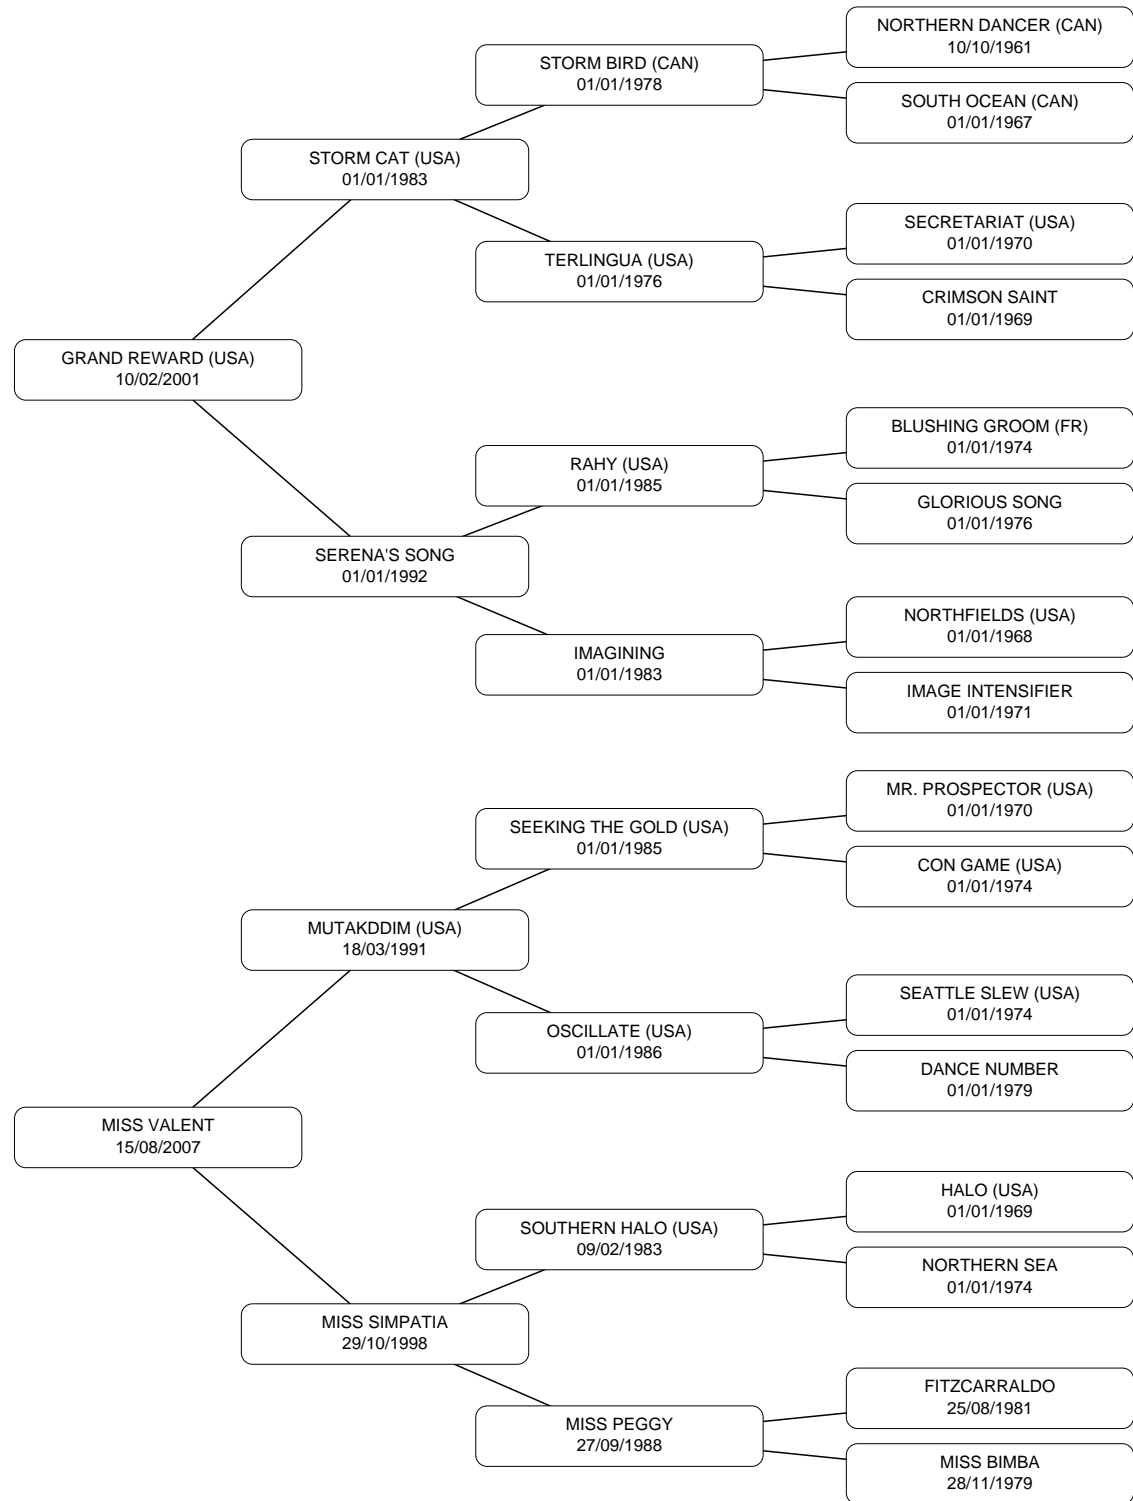 NORTHERN DANCER (CAN)
10/10/1961
STORM BIRD (CAN)
01/01/1978
SOUTH OCEAN (CAN)
01/01/1967
STORM CAT (USA)
01/01/1983
SECRETARIAT (USA)
01/01/1970
TERLINGUA (USA)
01/01/1976
CRIMSON SAINT
01/01/1969
GRAND REWARD (USA)
10/02/2001
BLUSHING GROOM (FR)
01/01/1974
RAHY (USA)
01/01/1985
GLORIOUS SONG
01/01/1976
SERENA'S SONG
01/01/1992
NORTHFIELDS (USA)
01/01/1968
IMAGINING
01/01/1983
IMAGE INTENSIFIER
01/01/1971
MR. PROSPECTOR (USA)
01/01/1970
SEEKING THE GOLD (USA)
01/01/1985
CON GAME (USA)
01/01/1974
MUTAKDDIM (USA)
18/03/1991
SEATTLE SLEW (USA)
01/01/1974
OSCILLATE (USA)
01/01/1986
DANCE NUMBER
01/01/1979
MISS VALENT
15/08/2007
HALO (USA)
01/01/1969
SOUTHERN HALO (USA)
09/02/1983
NORTHERN SEA
01/01/1974
MISS SIMPATIA
29/10/1998
FITZCARRALDO
25/08/1981
MISS PEGGY
27/09/1988
MISS BIMBA
28/11/1979